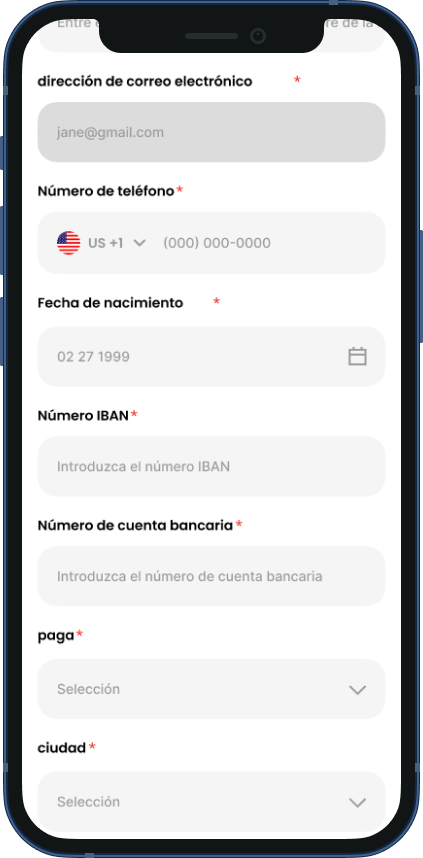 Entre
de la
dirección de correo electrónico *
jane@gmail.com
Número de teléfono*
US +1 (000) 000-0000
Fecha de nacimiento *
02 27 1999
Número IBAN*
Introduzca el número IBAN
Número de cuenta bancaria*
Introduzca el número de cuenta bancaria
paga*
Selección
ciudad*
Selección